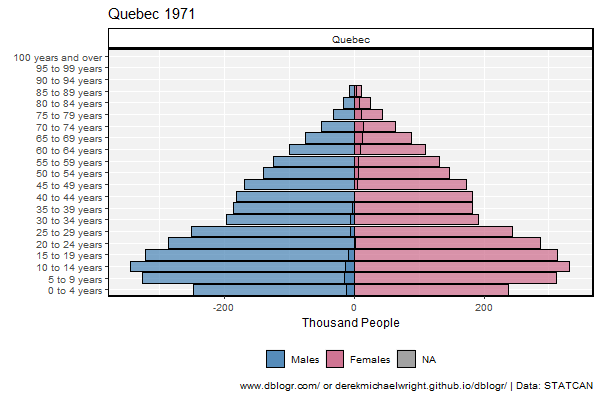 Quebec 1971
Quebec
100 years and over
95 to 99 years
90 to 94 years
85 to 89 years
80 to 84 years
75 to 79 years
70 to 74 years
65 to 69 years
60 to 64 years
55 to 59 years
50 to 54 years
45 to 49 years
40 to 44 years
35 to 39 years
30 to 34 years
25 to 29 years
20 to 24 years
15 to 19 years
10 to 14 years
5 to 9 years
0 to 4 years
-200 0 200
Thousand People
Males Females NA
www.dblogr.com/ or derekmichaelwright.github.io/dblogr/ | Data: STATCAN